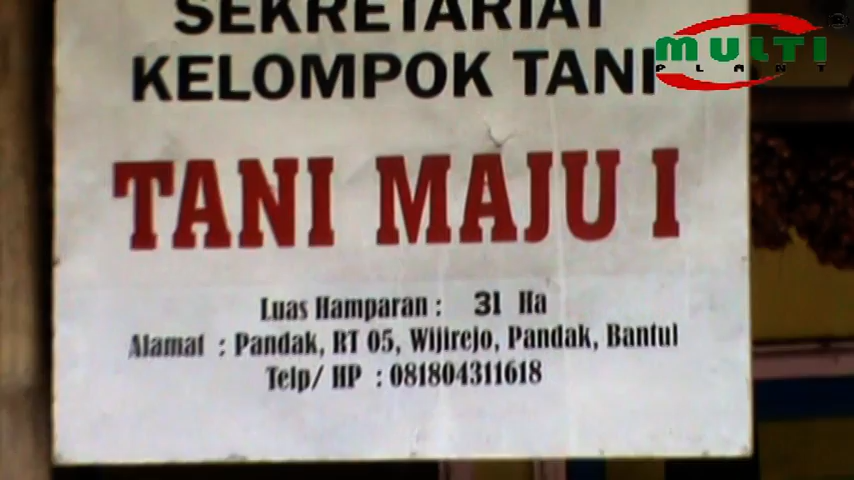 SEKRETARIAT
KELOMPOK TANI
MULTI
PLANT
TANI MAJU I
Luas Hamparan : 31 Ha
Alamat : Pandak, RT 05, Wijirejo, Pandak, Bantul
Telp/ HP : 081804311618